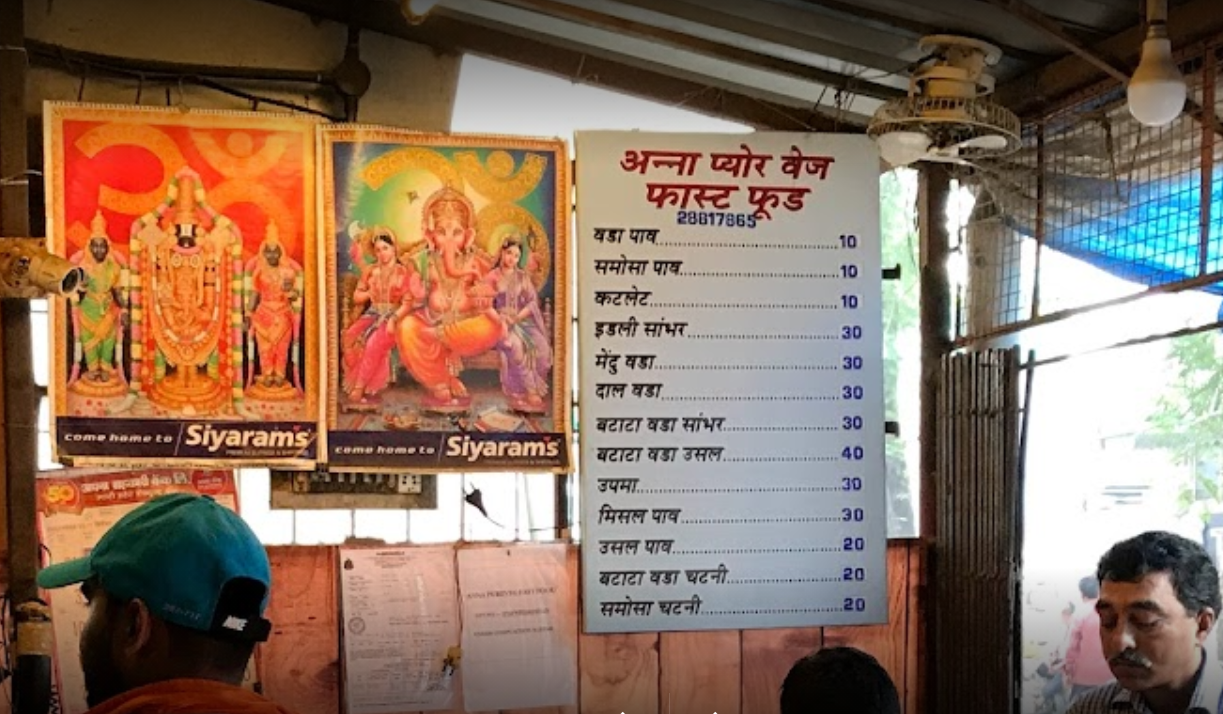 come home to Siyaram's
come home to Siyaram's
अन्ना प्योर वेज
फास्ट फूड
28817865
वडा पाव 10
समोसा पाव 10
कटलेट 10
इडली सांभर 30
मेंदु वडा 30
दाल वडा 30
बटाटा वडा सांभर 30
बटाटा वडा उसल 40
उपमा 30
मिसल पाव 30
उसल पाव 20
बटाटा वडा चटनी 20
समोसा चटनी 20
50
NIKE